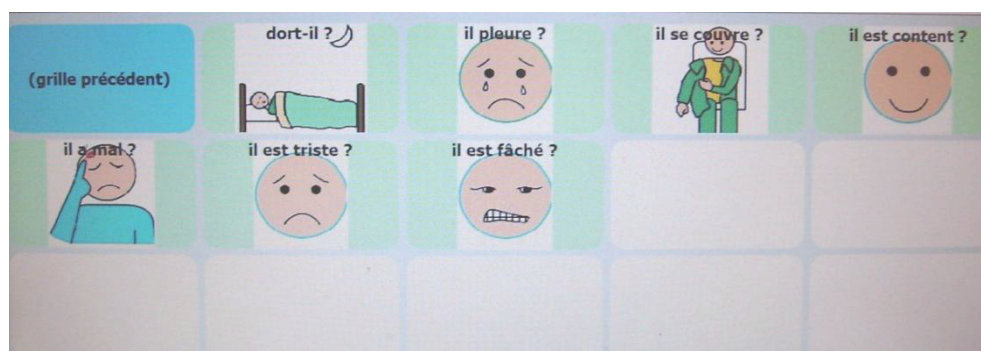 (grille précédent)
dort-il ?
il pleure ?
il se couvre ?
il est content ?
il a mal ?
il est triste ?
il est fâché ?